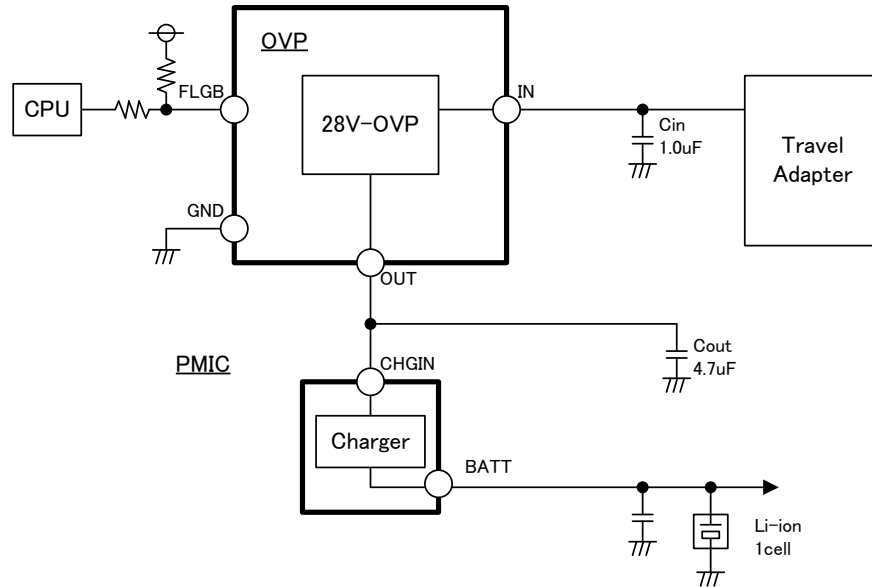 OVP
FLGB
IN
CPU
28V-OVP
Cin
1.0uF
Travel
Adapter
GND
OUT
PMIC
CHGIN
Cout
4.7uF
Charger
BATT
Li-ion
1cell